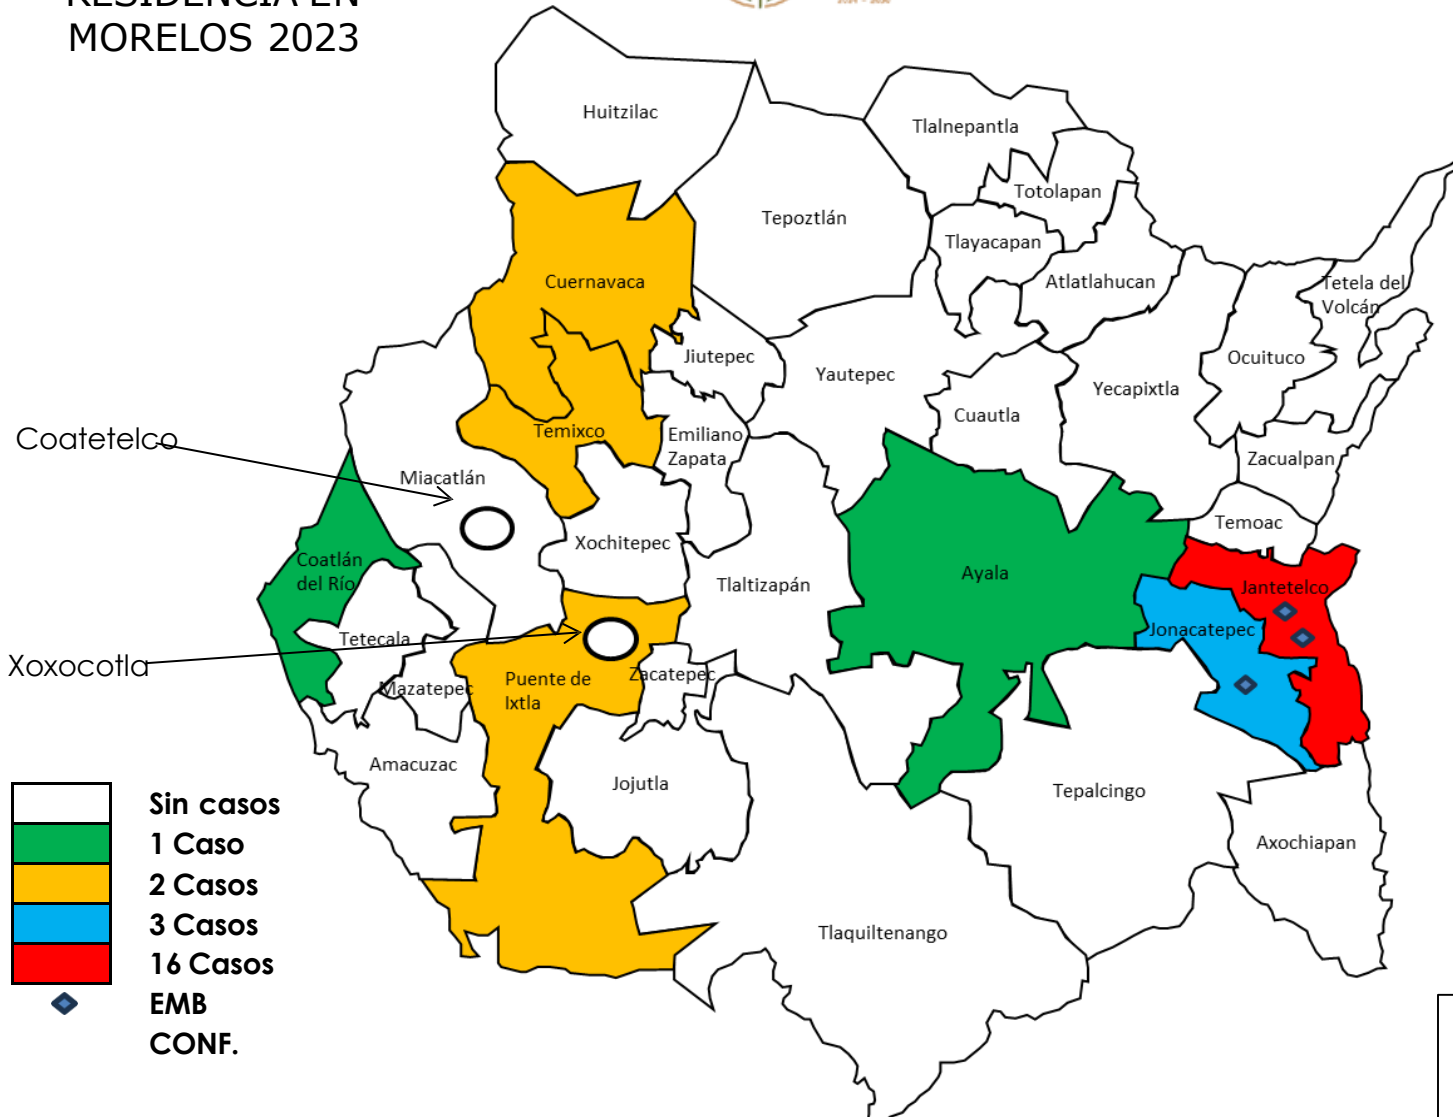 RESIDENCIA EN
MORELOS 2023
Huitzilac
Tlalnepantla
Totolapan
Tepoztlán
Tlayacapan
Atlatlahucan
Cuernavaca
Tetela del
Volcán
Jiutepec
Ocuituco
Yautepec
Yecapixtla
Cuautla
Temixco
Emiliano
Zapata
Coatetelco
Zacualpan
Miacatlán
Temoac
Xochitepec
Coatlán
del Río
Ayala
Tlaltizapán
Jantetelco
Jonacatepec
Tetecala
Xoxocotla
Zacatepec
Puente de
Ixtla
Mazatepec
Amacuzac
Jojutla
Tepalcingo
Axochiapan
Tlaquiltenango
Sin casos
1 Caso
2 Casos
3 Casos
16 Casos
EMB
CONF.